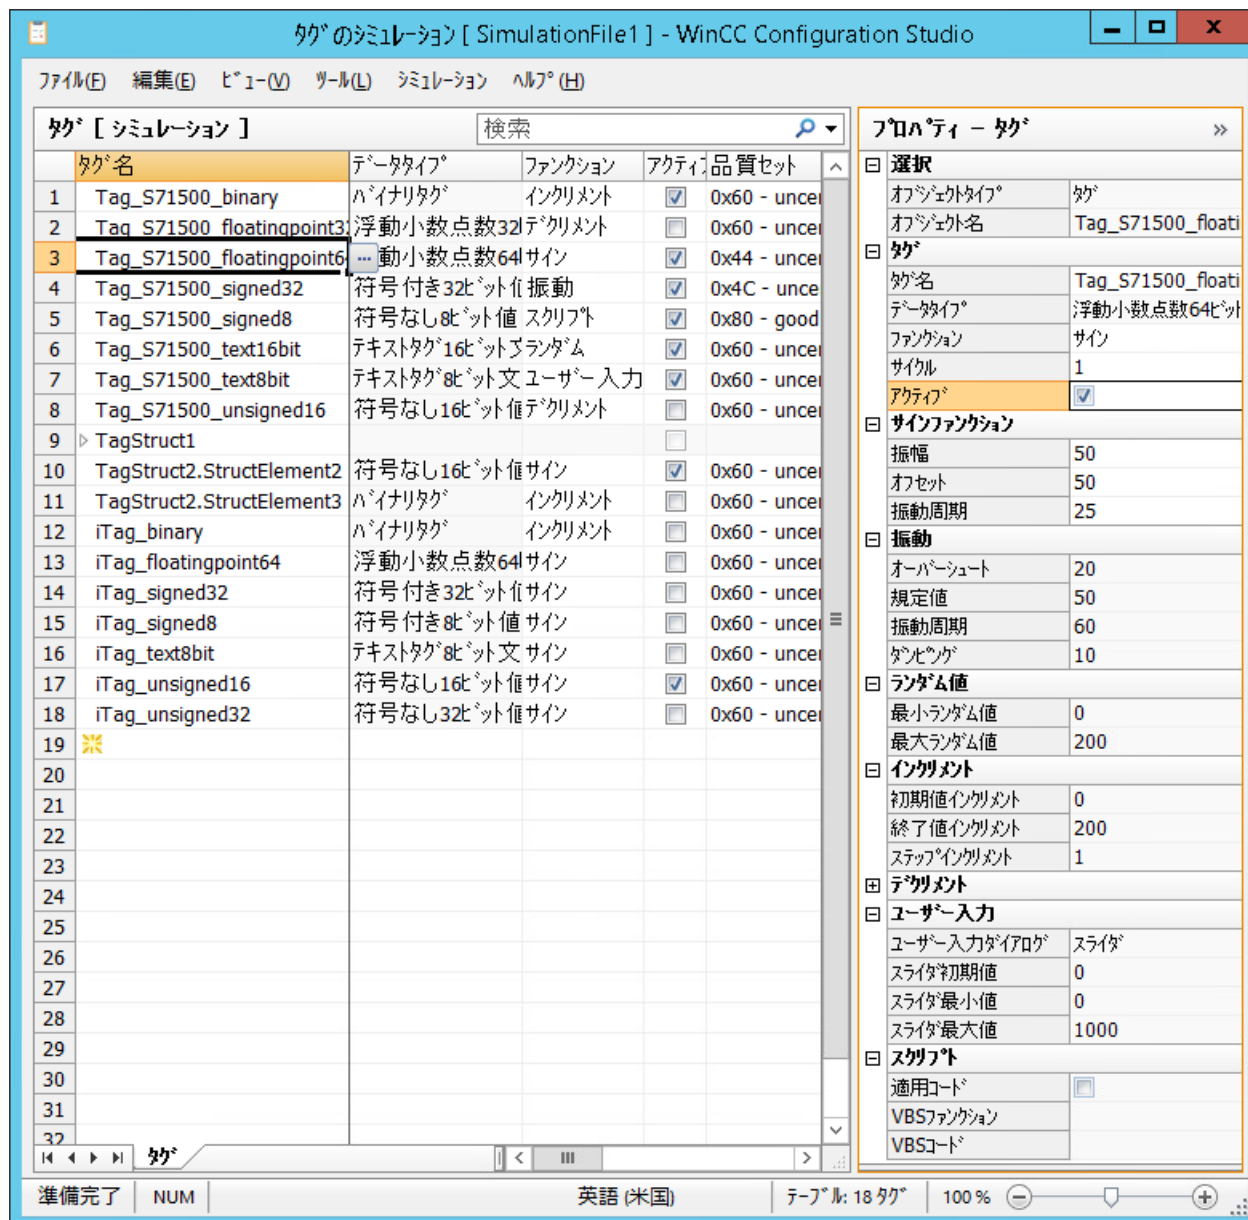 タグのシミュレーション [ SimulationFile1 ] - WinCC Configuration Studio
ファイル(F) 編集(E) ビュー(V) ツール(L) シミュレーション ヘルプ(H)
タグ [ シミュレーション ] 検索
タグ名 データタイプ ファンクション アクティブ 品質セット
1 Tag_S71500_binary バイナリタグ インクリメント 0x60 - uncer
2 Tag_S71500_floatingpoint32 浮動小数点数32 デクリメント 0x60 - uncer
3 Tag_S71500_floatingpoint6 ... 動小数点数64 サイン 0x44 - uncer
4 Tag_S71500_signed32 符号付き32ビット値 振動 0x4C - unce
5 Tag_S71500_signed8 符号なし8ビット値 スクリプト 0x80 - good
6 Tag_S71500_text16bit テキストタグ16ビット文 ランダム 0x60 - uncer
7 Tag_S71500_text8bit テキストタグ8ビット文 ユーザー入力 0x60 - uncer
8 Tag_S71500_unsigned16 符号なし16ビット値 デクリメント 0x60 - uncer
9 TagStruct1
10 TagStruct2.StructElement2 符号なし16ビット値 サイン 0x60 - uncer
11 TagStruct2.StructElement3 バイナリタグ インクリメント 0x60 - uncer
12 iTag_binary バイナリタグ インクリメント 0x60 - uncer
13 iTag_floatingpoint64 浮動小数点数64 サイン 0x60 - uncer
14 iTag_signed32 符号付き32ビット値 サイン 0x60 - uncer
15 iTag_signed8 符号付き8ビット値 サイン 0x60 - uncer
16 iTag_text8bit テキストタグ8ビット文 サイン 0x60 - uncer
17 iTag_unsigned16 符号なし16ビット値 サイン 0x60 - uncer
18 iTag_unsigned32 符号なし32ビット値 サイン 0x60 - uncer
19
20
21
22
23
24
25
26
27
28
29
30
31
32
タグ
プロパティ - タグ »
選択
オブジェクトタイプ タグ
オブジェクト名 Tag_S71500_floati
タグ
タグ名 Tag_S71500_floati
データタイプ 浮動小数点数64ビット
ファンクション サイン
サイクル 1
アクティブ
サインファンクション
振幅 50
オフセット 50
振動周期 25
振動
オーバーシュート 20
規定値 50
振動周期 60
ダンピング 10
ランダム値
最小ランダム値 0
最大ランダム値 200
インクリメント
初期値インクリメント 0
終了値インクリメント 200
ステップインクリメント 1
デクリメント
ユーザー入力
ユーザー入力ダイアログ スライダ
スライダ初期値 0
スライダ最小値 0
スライダ最大値 1000
スクリプト
適用コード
VBSファンクション
VBSコード
準備完了 NUM 英語 (米国) テーブル: 18 タグ 100 %